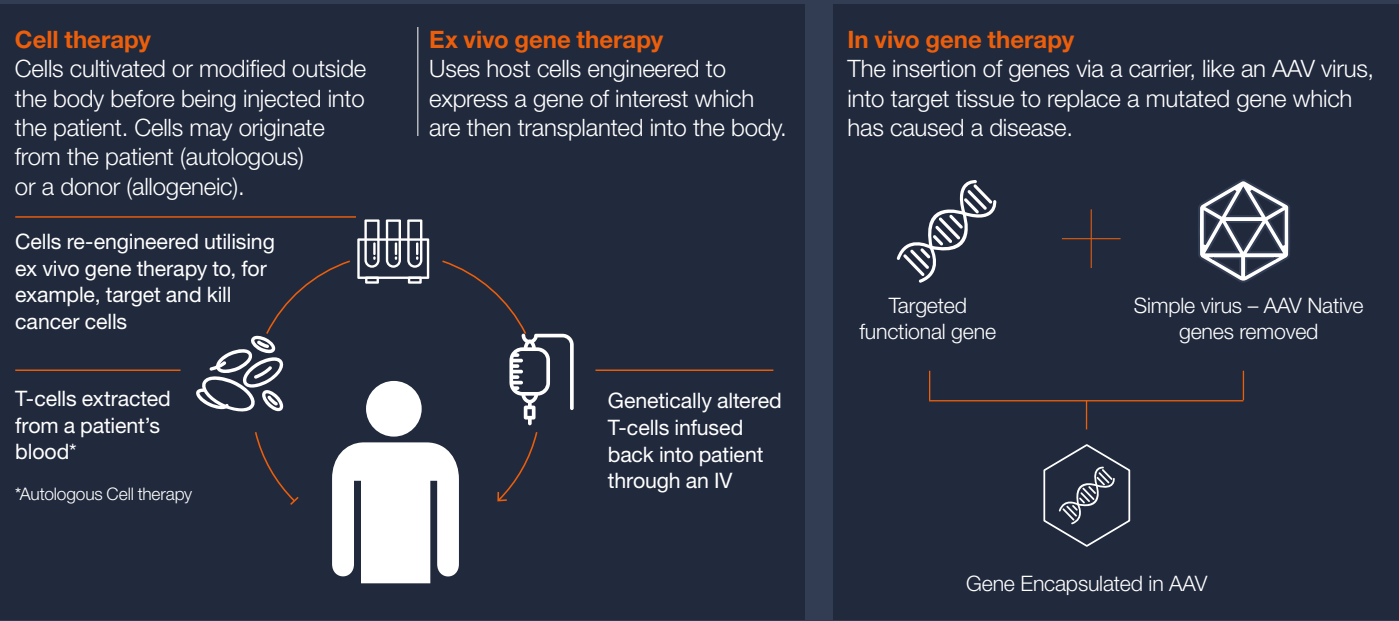 Cell therapy
Cells cultivated or modified outside
the body before being injected into
the patient. Cells may originate
from the patient (autologous)
or a donor (allogeneic).
Ex vivo gene therapy
Uses host cells engineered to
express a gene of interest which
are then transplanted into the body.
Cells re-engineered utilising
ex vivo gene therapy to, for
example, target and kill
cancer cells
T-cells extracted
from a patient's
blood*
*Autologous Cell therapy
Genetically altered
T-cells infused
back into patient
through an IV
In vivo gene therapy
The insertion of genes via a carrier, like an AAV virus,
into target tissue to replace a mutated gene which
has caused a disease.
Targeted
functional gene
Simple virus – AAV Native
genes removed
Gene Encapsulated in AAV